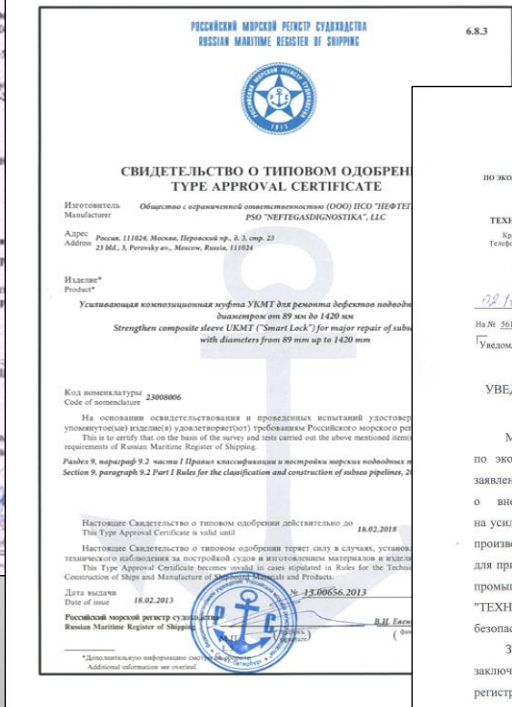 РОССИЙСКИЙ МОРСКОЙ РЕГИСТР СУДОХОДСТВА
RUSSIAN MARITIME REGISTER OF SHIPPING
6.8.3
СВИДЕТЕЛЬСТВО О ТИПОВОМ ОДОБРЕН
TYPE APPROVAL CERTIFICATE
Изготовитель Общество с ограниченной ответственностью (ООО) ПСО "НЕФТЕГ
Manufacturer PSO "NEFTEGASDIGNOSTIKA", LLC
Адрес Россия, 111024, Москва, Перовский пр., д. 3, стр. 23
Address 23 bld., 3, Perovsky av., Moscow, Russia, 111024
Изделие*
Product*
Усиливающая композиционная муфта УКМТ для ремонта дефектов подводн
диаметром от 89 мм до 1420 мм
Strengthen composite sleeve UKMT ("Smart Lock") for major repair of subs
with diameters from 89 mm up to 1420 mm
Код номенклатуры 23008006
Code of nomenclature
На основании освидетельствования и проведенных испытаний удостовер
упомянутое(ые) изделие(я) удовлетворяет(ют) требованиям Российского морского рег
This is to certify that on the basis of the survey and tests carried out the above mentioned item(
requirements of Russian Maritime Register of Shipping.
Раздел 9, параграф 9.2 части I Правил классификации и постройки морских подводных
Section 9, paragraph 9.2 Part I Rules for the classification and construction of subsea pipelines, 20
Настоящее Свидетельство о типовом одобрении действительно до 18.02.2018
This Type Approval Certificate is valid until
Настоящее Свидетельство о типовом одобрении теряет силу в случаях, установ
технического наблюдения за постройкой судов и изготовлением материалов и издели
This Type Approval Certificate becomes invalid in cases stipulated in Rules for the Techni
Construction of Ships and Manufacture of Shipboard Materials and Products.
Дата выдачи 18.02.2013 № 13.00656.2013
Date of issue
Российский морской регистр судоходства В.И. Евен
Russian Maritime Register of Shipping
*Дополнительную информацию смотри на обороте.
Additional information see overleaf.
ПО ЭКО
ТЕХН
Кр
Телеф
На №
Уведом
УВЕ
М
по эко
заявлен
о вне
на усил
произво
для при
промыш
"ТЕХН
безопас
З
заключ
регистр